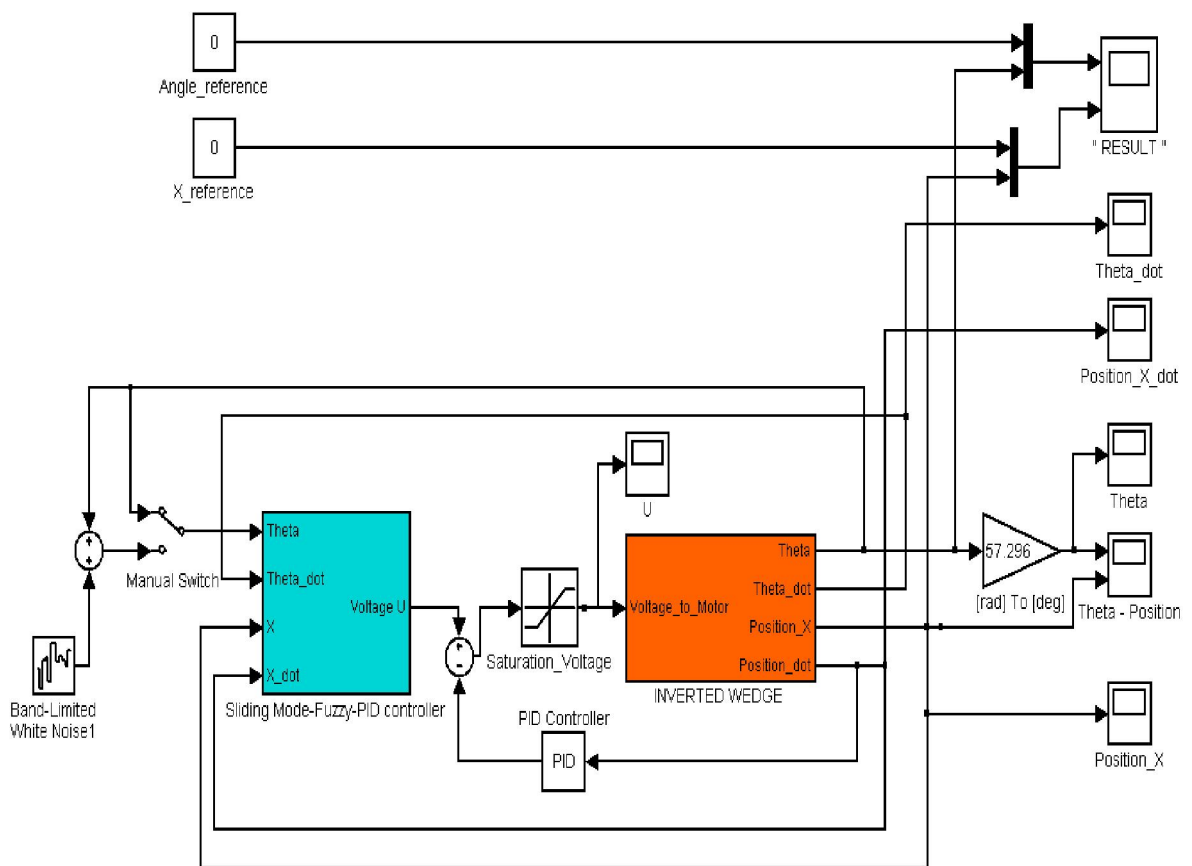 0
Angle_reference
0
X_reference
" RESULT "
Theta_dot
Position_X_dot
Theta
U
Manual Switch
Theta
Theta_dot
X
X_dot
Voltage U
Sliding Mode-Fuzzy-PID controller
Band-Limited
White Noise1
Saturation_Voltage
Voltage_to_Motor
Theta
Theta_dot
Position_X
Position_dot
INVERTED WEDGE
PID Controller
PID
57.296
[rad] To [deg]
Theta - Position
Position_X